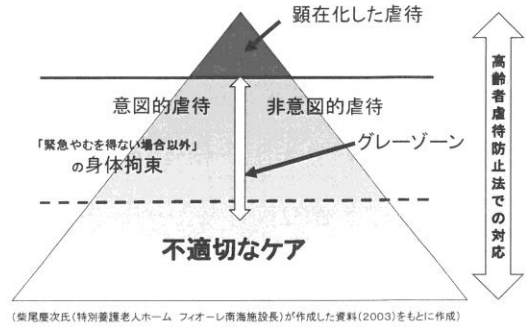 顕在化した虐待
意図的虐待
非意図的虐待
「緊急やむを得ない場合以外」
の身体拘束
グレーゾーン
不適切なケア
高齢者虐待防止法での対応
(柴尾慶次氏(特別養護老人ホーム フィオーレ南海施設長)が作成した資料(2003)をもとに作成)